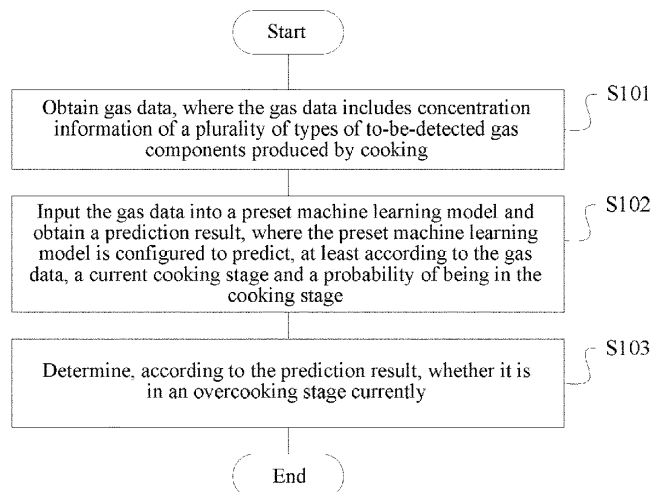 Start
S101
Obtain gas data, where the gas data includes concentration
information of a plurality of types of to-be-detected gas
components produced by cooking
S102
Input the gas data into a preset machine learning model and
obtain a prediction result, where the preset machine learning
model is configured to predict, at least according to the gas
data, a current cooking stage and a probability of being in the
cooking stage
S103
Determine, according to the prediction result, whether it is
in an overcooking stage currently
End